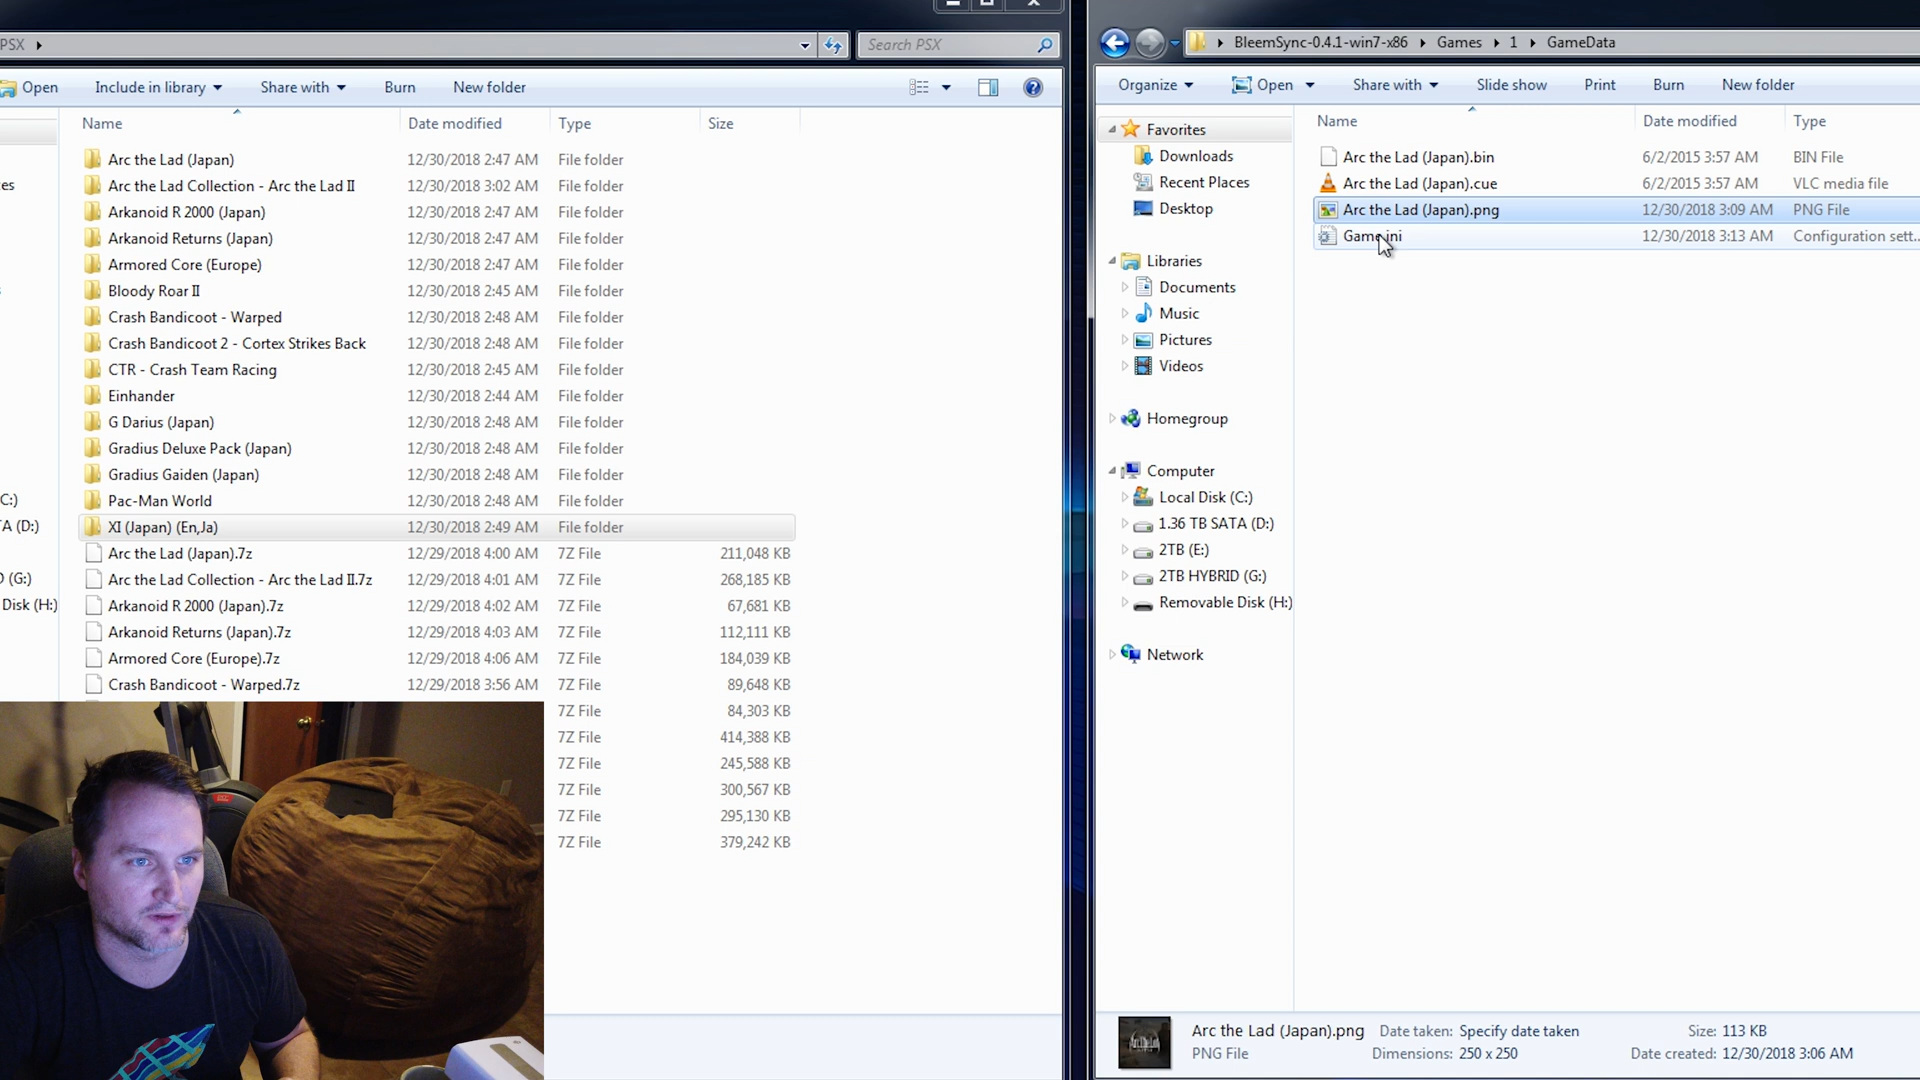 PSX
Search PSX
Open
Include in library
Share with
Burn
New folder
Name
Date modified
Type
Size
Arc the Lad (Japan) 12/30/2018 2:47 AM File folder
Arc the Lad Collection - Arc the Lad II 12/30/2018 3:02 AM File folder
Arkanoid R 2000 (Japan) 12/30/2018 2:47 AM File folder
Arkanoid Returns (Japan) 12/30/2018 2:47 AM File folder
Armored Core (Europe) 12/30/2018 2:47 AM File folder
Bloody Roar II 12/30/2018 2:45 AM File folder
Crash Bandicoot - Warped 12/30/2018 2:48 AM File folder
Crash Bandicoot 2 - Cortex Strikes Back 12/30/2018 2:48 AM File folder
CTR - Crash Team Racing 12/30/2018 2:45 AM File folder
Einhander 12/30/2018 2:44 AM File folder
G Darius (Japan) 12/30/2018 2:48 AM File folder
Gradius Deluxe Pack (Japan) 12/30/2018 2:48 AM File folder
Gradius Gaiden (Japan) 12/30/2018 2:48 AM File folder
Pac-Man World 12/30/2018 2:48 AM File folder
XI (Japan) (En,Ja) 12/30/2018 2:49 AM File folder
Arc the Lad (Japan).7z 12/29/2018 4:00 AM 7Z File 211,048 KB
Arc the Lad Collection - Arc the Lad II.7z 12/29/2018 4:01 AM 7Z File 268,185 KB
Arkanoid R 2000 (Japan).7z 12/29/2018 4:02 AM 7Z File 67,681 KB
Arkanoid Returns (Japan).7z 12/29/2018 4:03 AM 7Z File 112,111 KB
Armored Core (Europe).7z 12/29/2018 4:06 AM 7Z File 184,039 KB
Crash Bandicoot - Warped.7z 12/29/2018 3:56 AM 7Z File 89,648 KB
7Z File 84,303 KB
7Z File 414,388 KB
7Z File 245,588 KB
7Z File 300,567 KB
7Z File 295,130 KB
7Z File 379,242 KB
es
C:)
TA (D:)
D (G:)
Disk (H:)
BleemSync-0.4.1-win7-x86 Games 1 GameData
Organize
Open
Share with
Slide show
Print
Burn
New folder
Favorites
Downloads
Recent Places
Desktop
Libraries
Documents
Music
Pictures
Videos
Homegroup
Computer
Local Disk (C:)
1.36 TB SATA (D:)
2TB (E:)
2TB HYBRID (G:)
Removable Disk (H:)
Network
Name
Date modified
Type
Arc the Lad (Japan).bin 6/2/2015 3:57 AM BIN File
Arc the Lad (Japan).cue 6/2/2015 3:57 AM VLC media file
Arc the Lad (Japan).png 12/30/2018 3:09 AM PNG File
Game.ini 12/30/2018 3:13 AM Configuration sett...
Arc the Lad (Japan).png Date taken: Specify date taken Size: 113 KB
PNG File Dimensions: 250 x 250 Date created: 12/30/2018 3:06 AM